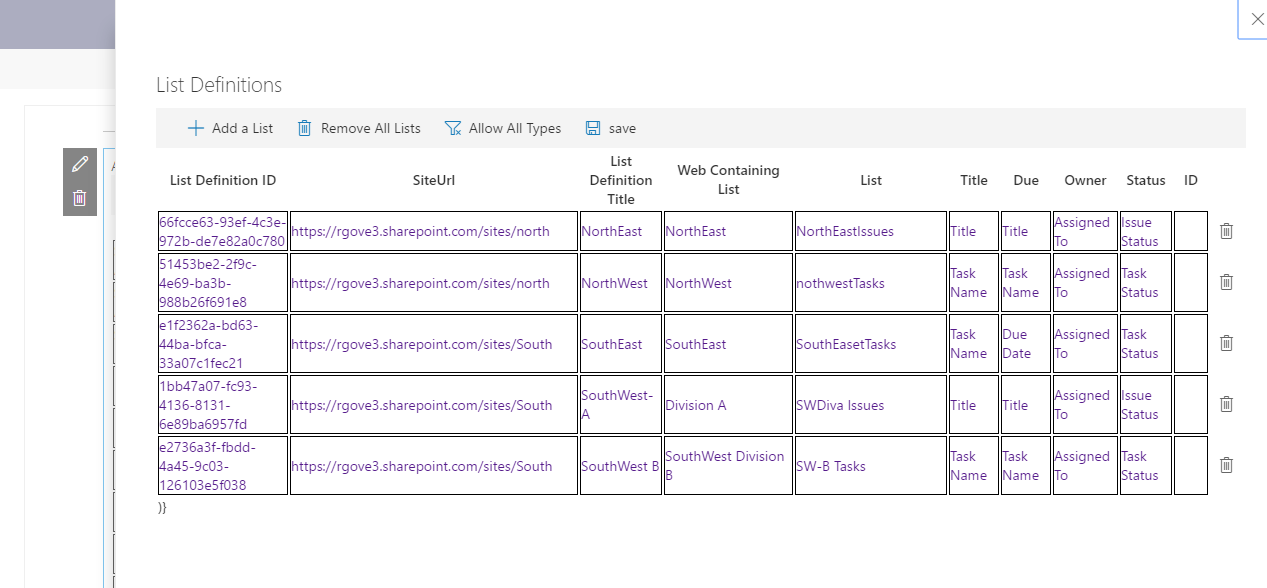 List Definitions
Add a List Remove All Lists Allow All Types save
List Definition ID SiteUrl List Definition Title Web Containing List List Title Due Owner Status ID
66fcce63-93ef-4c3e-972b-de7e82a0c780 https://rgove3.sharepoint.com/sites/north NorthEast NorthEast NorthEastIssues Title Title Assigned To Issue Status
51453be2-2f9c-4e69-ba3b-988b26f691e8 https://rgove3.sharepoint.com/sites/north NorthWest NorthWest nothwestTasks Task Name Task Name Assigned To Task Status
e1f2362a-bd63-44ba-bfca-33a07c1fec21 https://rgove3.sharepoint.com/sites/South SouthEast SouthEast SouthEasetTasks Task Name Due Date Assigned To Task Status
1bb47a07-fc93-4136-8131-6e89ba6957fd https://rgove3.sharepoint.com/sites/South SouthWest-A Division A SWDiva Issues Title Title Assigned To Issue Status
e2736a3f-fbdd-4a45-9c03-126103e5f038 https://rgove3.sharepoint.com/sites/South SouthWest B SouthWest Division B SW-B Tasks Task Name Task Name Assigned To Task Status
)}